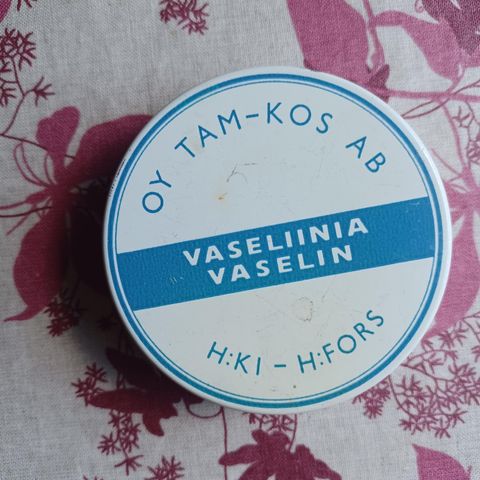 OY TAM-KOS AB
VASELIINIA
VASELIN
H:KI - H:FORS